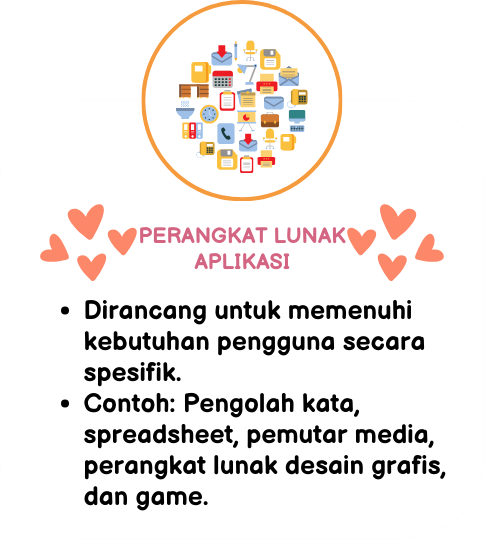 PERANGKAT LUNAK
APLIKASI
• Dirancang untuk memenuhi
kebutuhan pengguna secara
spesifik.
• Contoh: Pengolah kata,
spreadsheet, pemutar media,
perangkat lunak desain grafis,
dan game.